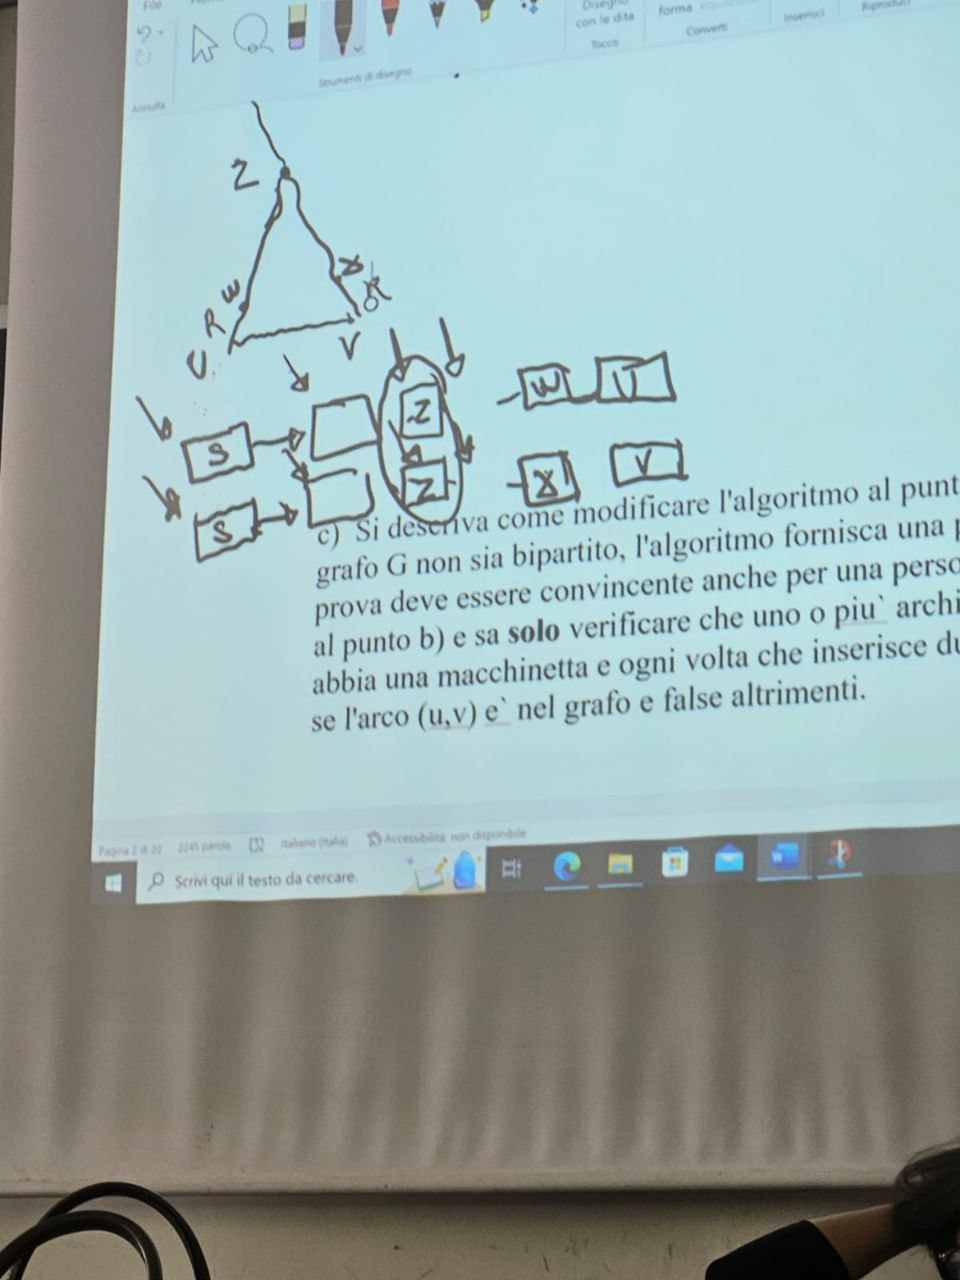 File
Disegno
con le dita
forma
Converti
Inserisci
Riproduci
Tocco
Strumenti di disegno
Annulla
Z
W
X
R
R
U
V
Z
W
U
S
Z
X
V
S
c) Si descriva come modificare l'algoritmo al punt
grafo G non sia bipartito, l'algoritmo fornisca una p
prova deve essere convincente anche per una perso
al punto b) e sa solo verificare che uno o piu` archi
abbia una macchinetta e ogni volta che inserisce du
se l'arco (u,v) e` nel grafo e false altrimenti.
Pagina 2 di 22 2245 parole Italiano (Italia) Accessibilità: non disponibile
Scrivi qui il testo da cercare.